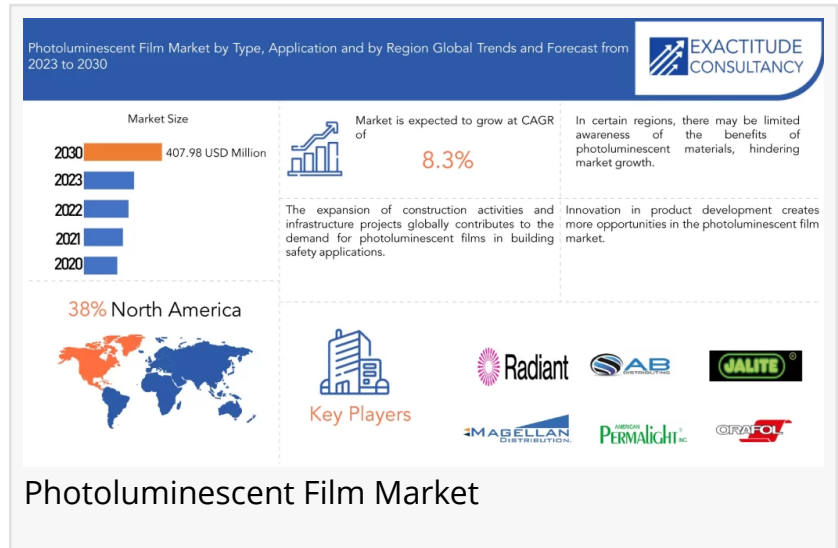 Photoluminescent Film Market by Type, Application and by Region Global Trends and Forecast from
2023 to 2030
EXACTITUDE
CONSULTANCY
Market Size
2030
407.98 USD Million
2023
2022
2021
2020
Market is expected to grow at CAGR
of
8.3%
In certain regions, there may be limited
awareness of the benefits of
photoluminescent materials, hindering
market growth.
The expansion of construction activities and
infrastructure projects globally contributes to the
demand for photoluminescent films in building
safety applications.
Innovation in product development creates
more opportunities in the photoluminescent film
market.
38% North America
Key Players
Radiant
AB
DISTRIBUTING
JALITE
®
MAGELLAN
DISTRIBUTION.
AMERICAN
PERMALIGHT INC.
ORAFOL
Photoluminescent Film Market